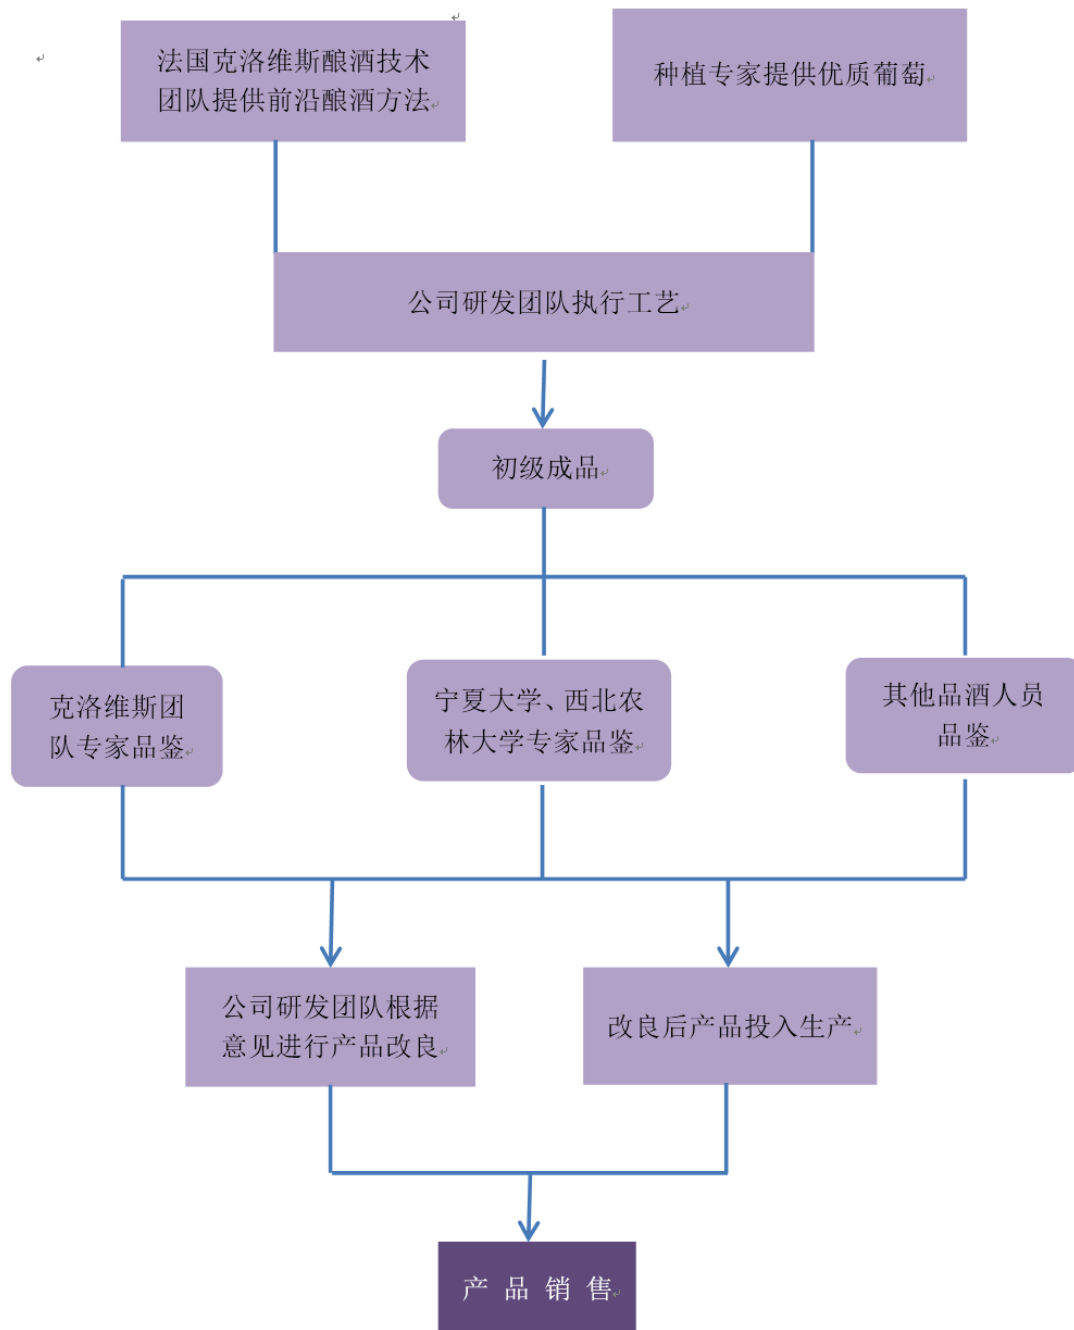 法国克洛维斯酿酒技术
团队提供前沿酿酒方法
种植专家提供优质葡萄
公司研发团队执行工艺
初级成品
克洛维斯团
队专家品鉴
宁夏大学、西北农
林大学专家品鉴
其他品酒人员
品鉴
公司研发团队根据
意见进行产品改良
改良后产品投入生产
产 品 销 售